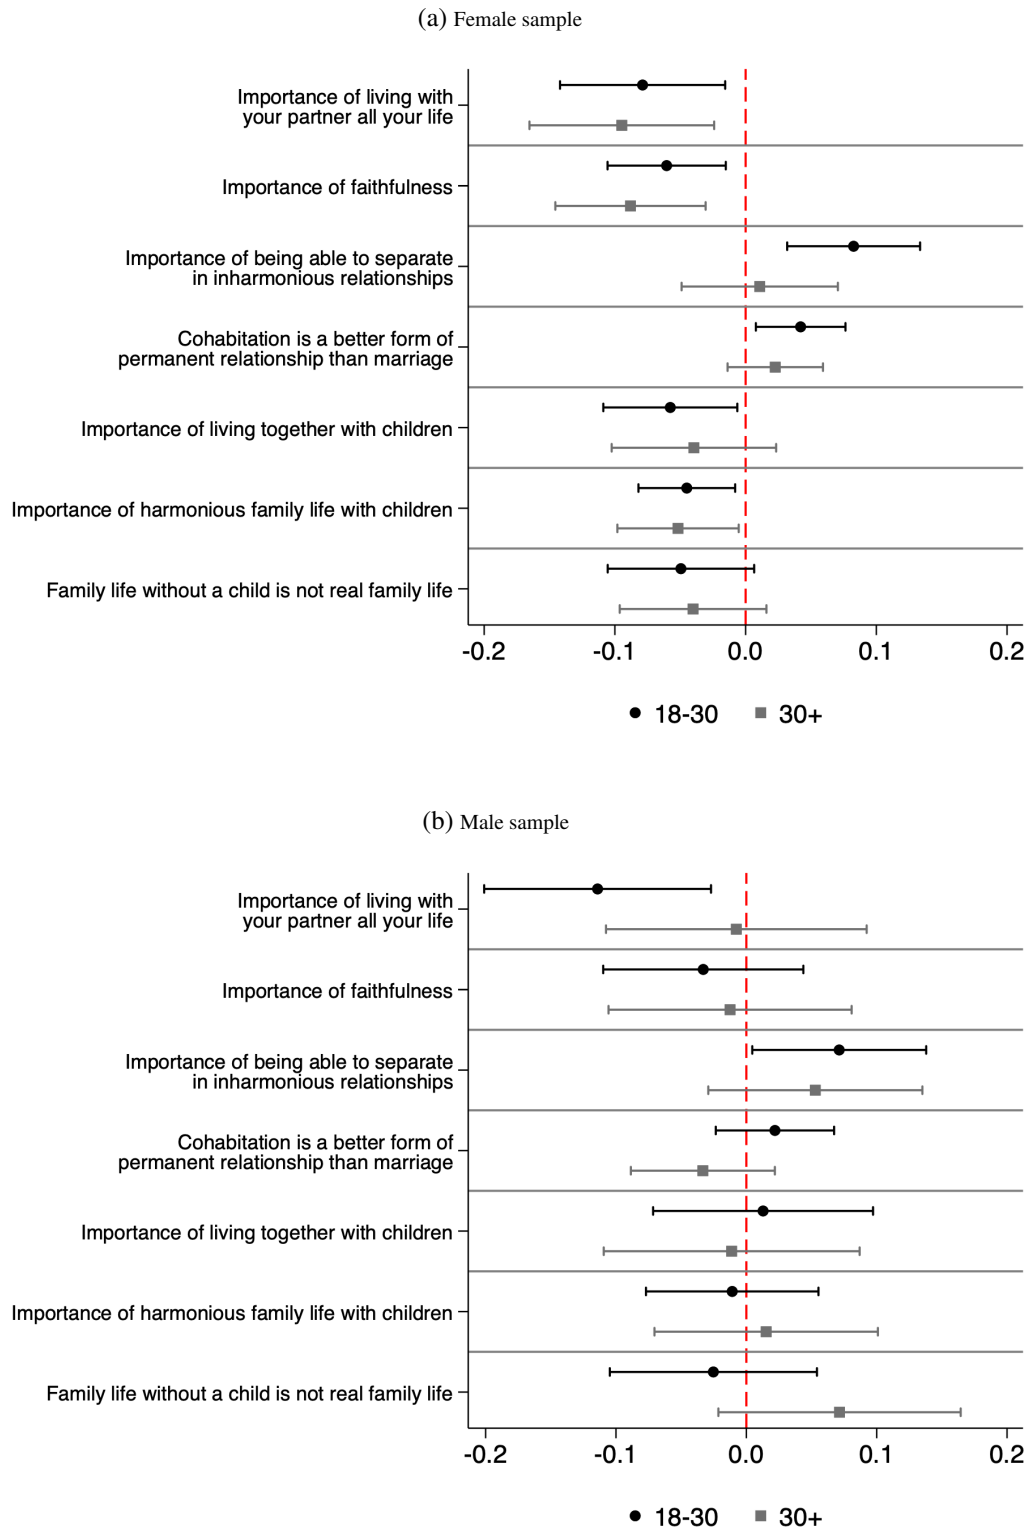 (a) Female sample
Importance of living with
your partner all your life
Importance of faithfulness
Importance of being able to separate
in inharmonious relationships
Cohabitation is a better form of
permanent relationship than marriage
Importance of living together with children
Importance of harmonious family life with children
Family life without a child is not real family life
-0.2 -0.1 0.0 0.1 0.2
18-30 30+
(b) Male sample
Importance of living with
your partner all your life
Importance of faithfulness
Importance of being able to separate
in inharmonious relationships
Cohabitation is a better form of
permanent relationship than marriage
Importance of living together with children
Importance of harmonious family life with children
Family life without a child is not real family life
-0.2 -0.1 0.0 0.1 0.2
18-30 30+